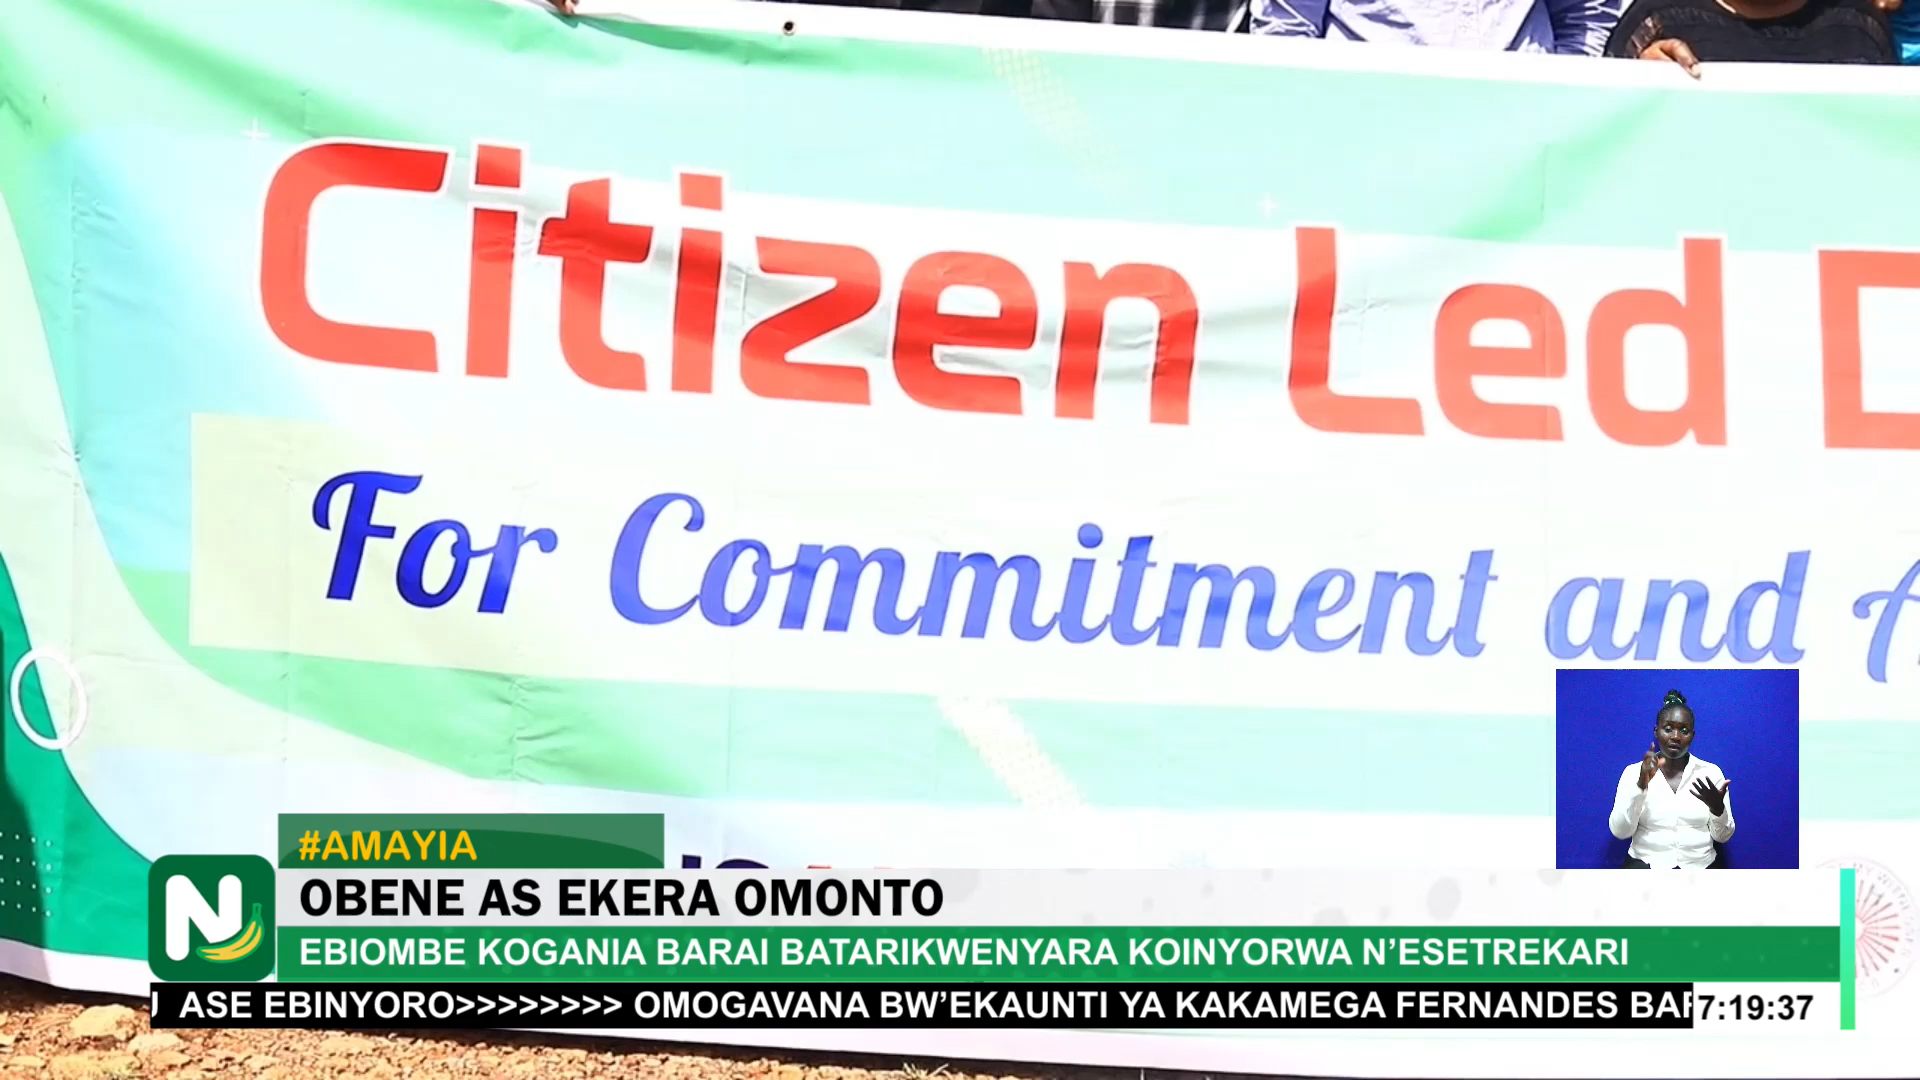 Citizen Led
For Commitment and
#AMAYIA
N
OBENE AS EKERA OMONTO
EBIOMBE KOGANIA BARAI BATARIKWENYARA KOINYORWA N’ESETREKARI
ASE EBINYORO>>>>>>>> OMOGAVANA BW’EKAUNTI YA KAKAMEGA FERNANDES
7:19:37